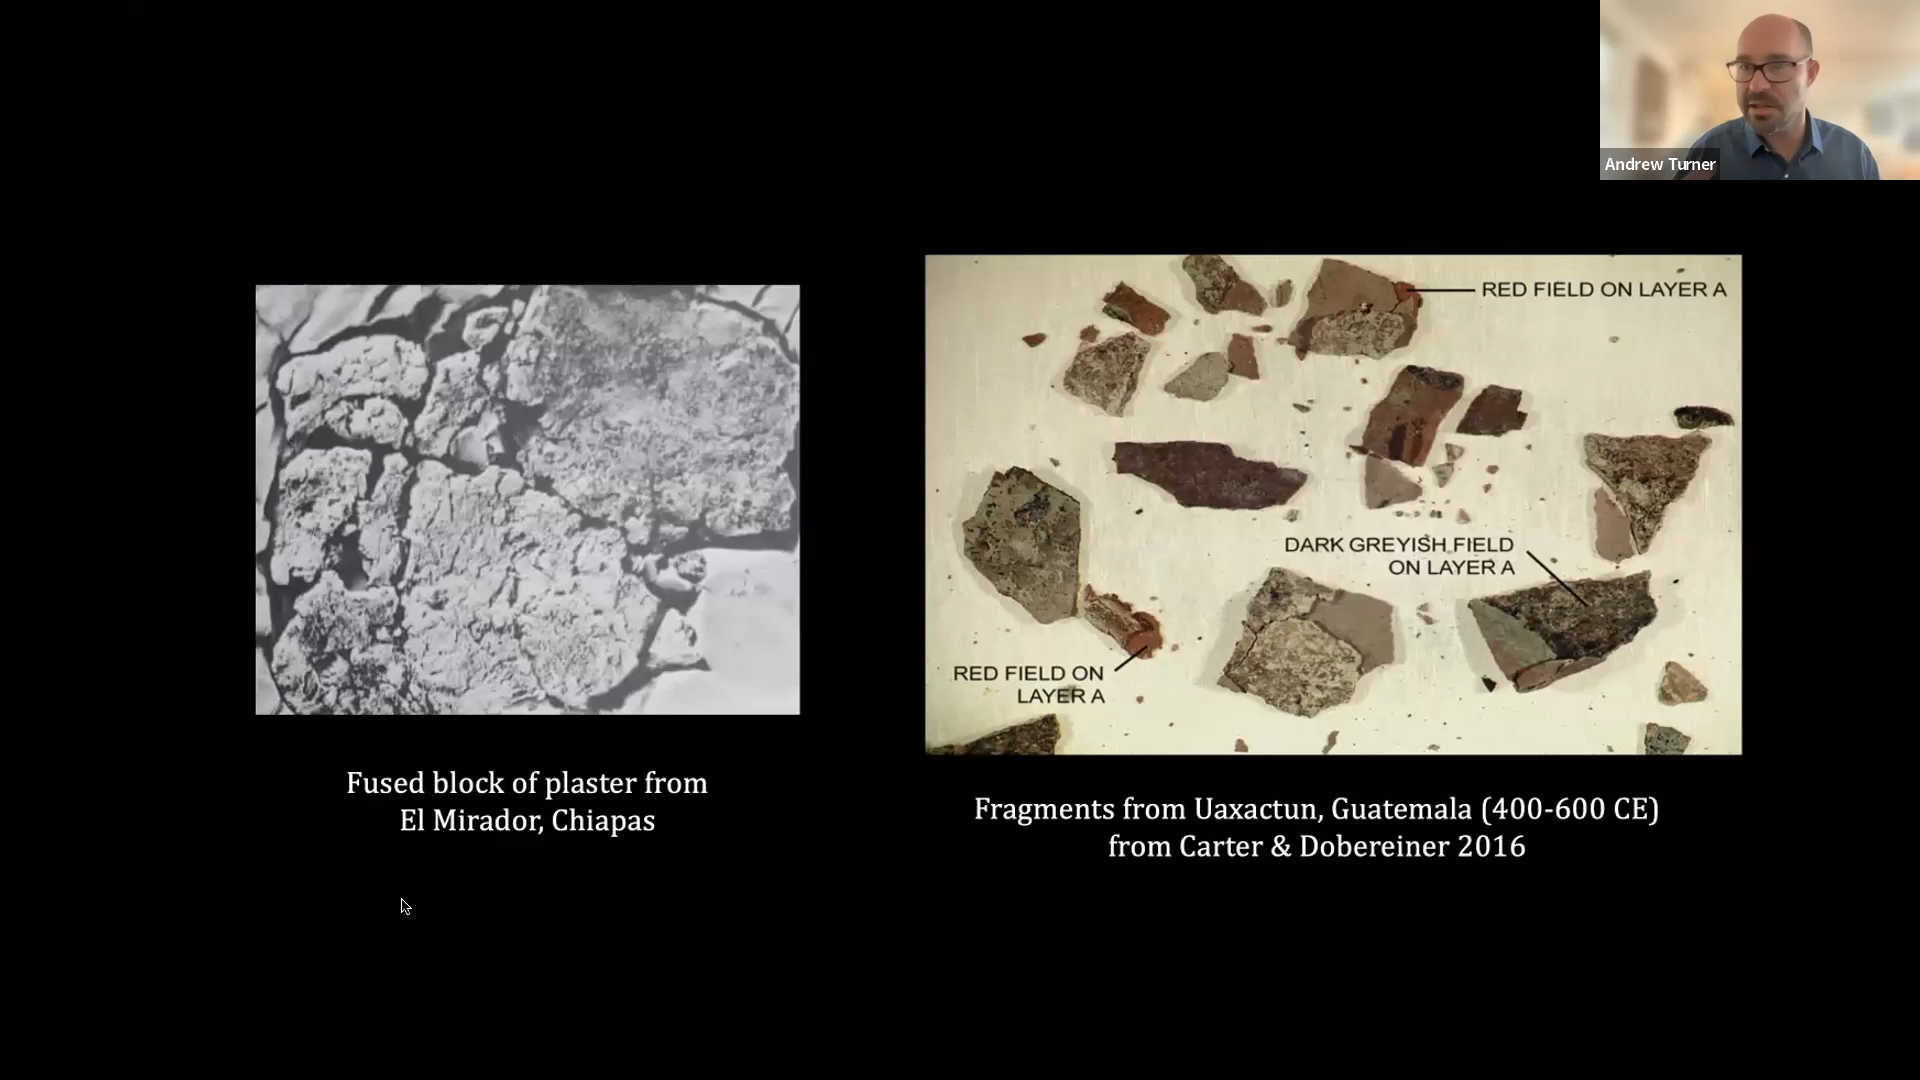 Andrew Turner
RED FIELD ON LAYER A
DARK GREYISH FIELD
ON LAYER A
RED FIELD ON
LAYER A
Fused block of plaster from
El Mirador, Chiapas
Fragments from Uaxactun, Guatemala (400-600 CE)
from Carter & Dobereiner 2016